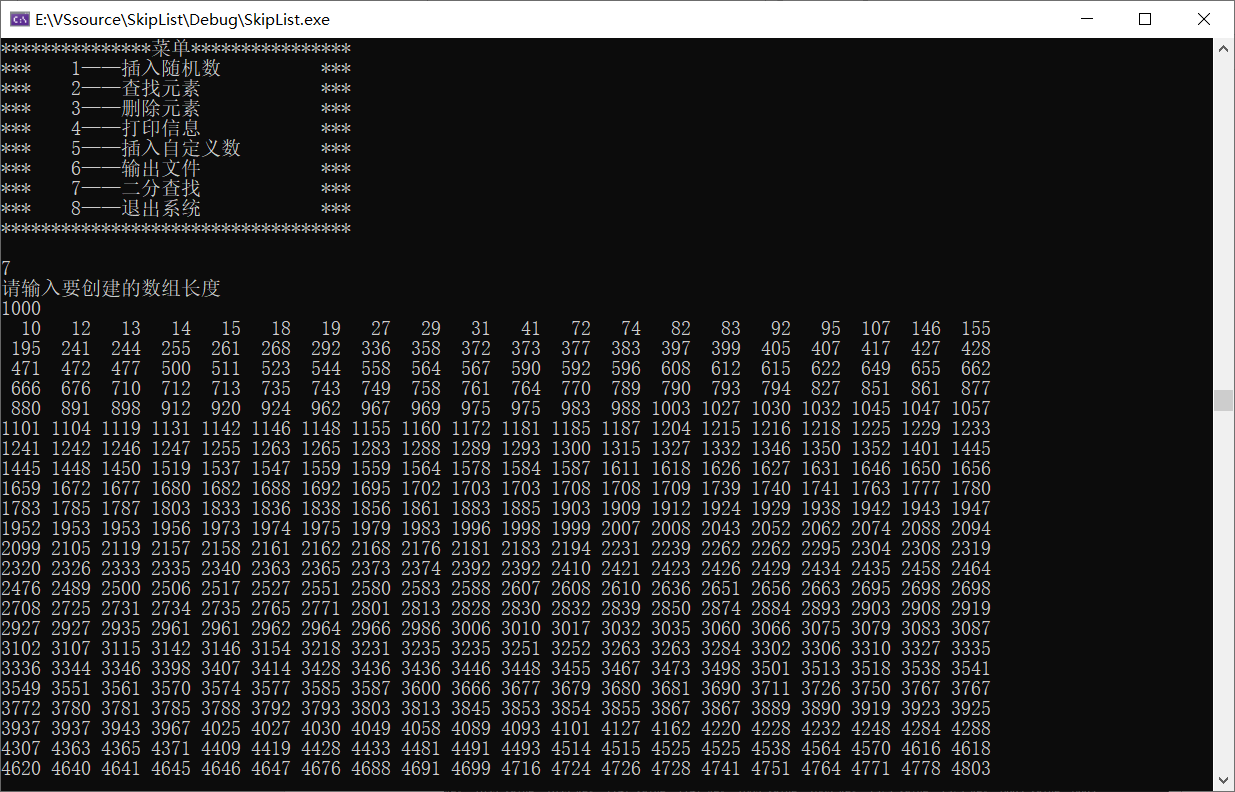 E:\VSsource\SkipList\Debug\SkipList.exe
***************菜单****************
***    1——插入随机数          ***
***    2——查找元素            ***
***    3——删除元素            ***
***    4——打印信息            ***
***    5——插入自定义数        ***
***    6——输出文件            ***
***    7——二分查找            ***
***    8——退出系统            ***
***********************************
7
请输入要创建的数组长度
1000
10 12 13 14 15 18 19 27 29 31 41 72 74 82 83 92 95 107 146 155
195 241 244 255 261 268 292 336 358 372 373 377 383 397 399 405 407 417 427 428
471 472 477 500 511 523 544 558 564 567 590 592 596 608 612 615 622 649 655 662
666 676 710 712 713 735 743 749 758 761 764 770 789 790 793 794 827 851 861 877
880 891 898 912 920 924 962 967 969 975 975 983 988 1003 1027 1030 1032 1045 1047 1057
1101 1104 1119 1131 1142 1146 1148 1155 1160 1172 1181 1185 1187 1204 1215 1216 1218 1225 1229 1233
1241 1242 1246 1247 1255 1263 1265 1283 1288 1289 1293 1300 1315 1327 1332 1346 1350 1352 1401 1445
1445 1448 1450 1519 1537 1547 1559 1559 1564 1578 1584 1587 1611 1618 1626 1627 1631 1646 1650 1656
1659 1672 1677 1680 1682 1688 1692 1695 1702 1703 1703 1708 1708 1709 1739 1740 1741 1763 1777 1780
1783 1785 1787 1803 1833 1836 1838 1856 1861 1883 1885 1903 1909 1912 1924 1929 1938 1942 1943 1947
1952 1953 1953 1956 1973 1974 1975 1979 1983 1996 1998 1999 2007 2008 2043 2052 2062 2074 2088 2094
2099 2105 2119 2157 2158 2161 2162 2168 2176 2181 2183 2194 2231 2239 2262 2262 2295 2304 2308 2319
2320 2326 2333 2335 2340 2363 2365 2373 2374 2392 2392 2410 2421 2423 2426 2429 2434 2435 2458 2464
2476 2489 2500 2506 2517 2527 2551 2580 2583 2588 2607 2608 2610 2636 2651 2656 2663 2695 2698 2698
2708 2725 2731 2734 2735 2765 2771 2801 2813 2828 2830 2832 2839 2850 2874 2884 2893 2903 2908 2919
2927 2927 2935 2961 2961 2962 2964 2966 2986 3006 3010 3017 3032 3035 3060 3066 3075 3079 3083 3087
3102 3107 3115 3142 3146 3154 3218 3231 3235 3235 3251 3252 3263 3263 3284 3302 3306 3310 3327 3335
3336 3344 3346 3398 3407 3414 3428 3436 3436 3446 3448 3455 3467 3473 3498 3501 3513 3518 3538 3541
3549 3551 3561 3570 3574 3577 3585 3587 3600 3666 3677 3679 3680 3681 3690 3711 3726 3750 3767 3767
3772 3780 3781 3785 3788 3792 3793 3803 3813 3845 3853 3854 3855 3867 3867 3889 3890 3919 3923 3925
3937 3937 3943 3967 4025 4027 4030 4049 4058 4089 4093 4101 4127 4162 4220 4228 4232 4248 4284 4288
4307 4363 4365 4371 4409 4419 4428 4433 4481 4491 4493 4514 4515 4525 4525 4538 4564 4570 4616 4618
4620 4640 4641 4645 4646 4647 4676 4688 4691 4699 4716 4724 4726 4728 4741 4751 4764 4771 4778 4803